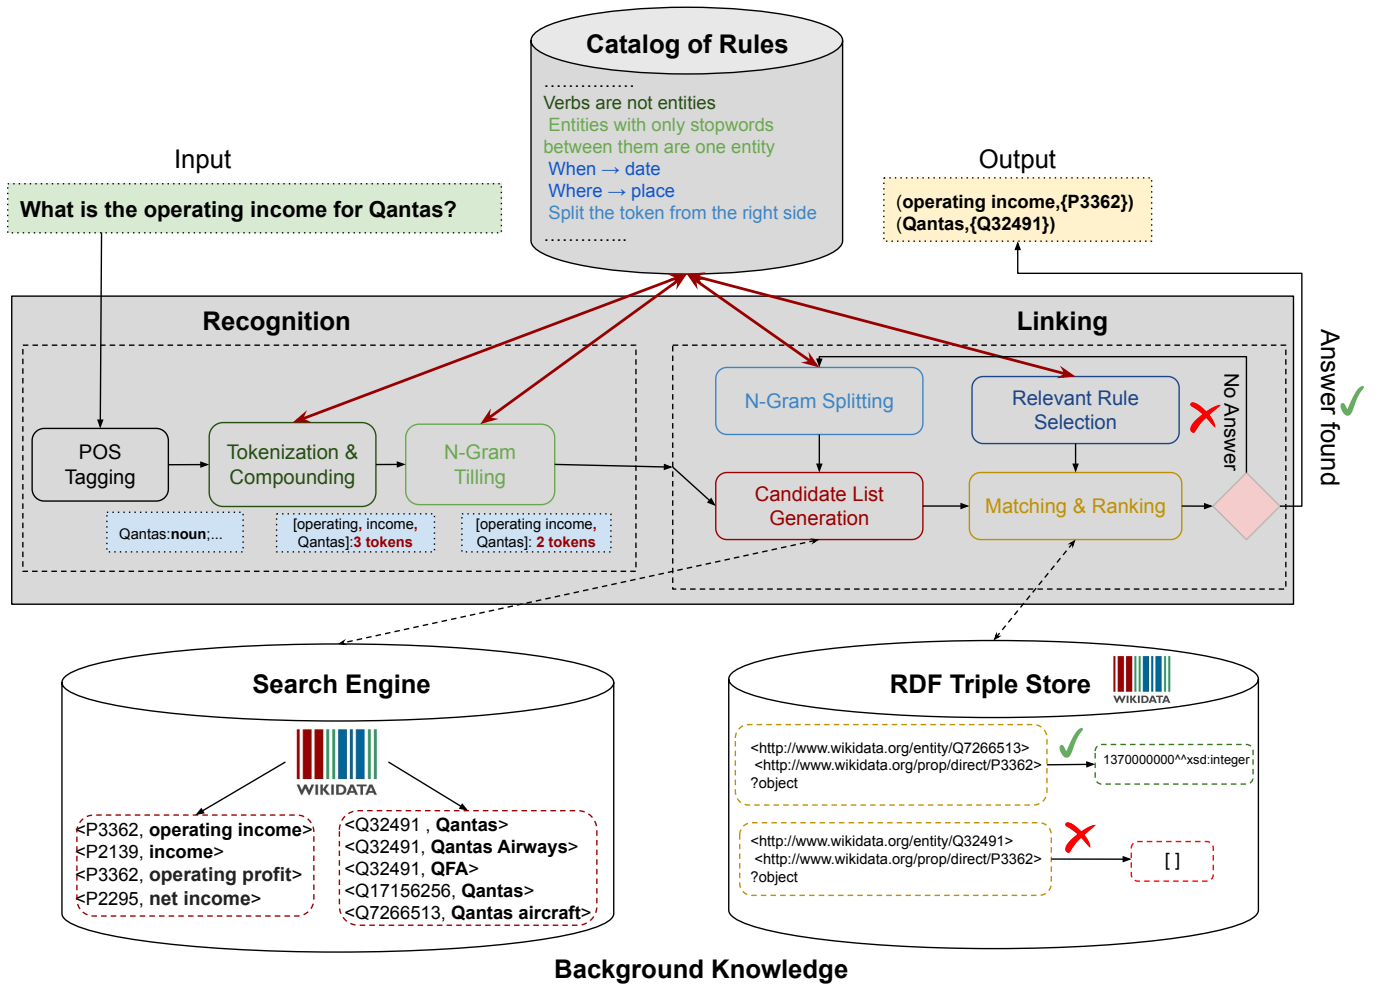 Catalog of Rules
...............
Verbs are not entities
Entities with only stopwords
between them are one entity
When → date
Where → place
Split the token from the right side
..............
Input
What is the operating income for Qantas?
Output
(operating income,{P3362})
(Qantas,{Q32491})
Recognition
Linking
POS
Tagging
Tokenization &
Compounding
N-Gram
Tilling
Qantas:noun;...
[operating, income,
Qantas]:3 tokens
[operating income,
Qantas]: 2 tokens
N-Gram Splitting
Relevant Rule
Selection
Candidate List
Generation
Matching & Ranking
No Answer
Answer found
Search Engine
WIKIDATA
<P3362, operating income>
<P2139, income>
<P3362, operating profit>
<P2295, net income>
<Q32491 , Qantas>
<Q32491, Qantas Airways>
<Q32491, QFA>
<Q17156256, Qantas>
<Q7266513, Qantas aircraft>
RDF Triple Store
WIKIDATA
<http://www.wikidata.org/entity/Q7266513>
<http://www.wikidata.org/prop/direct/P3362>
?object
1370000000^^xsd:integer
<http://www.wikidata.org/entity/Q32491>
<http://www.wikidata.org/prop/direct/P3362>
?object
[ ]
Background Knowledge